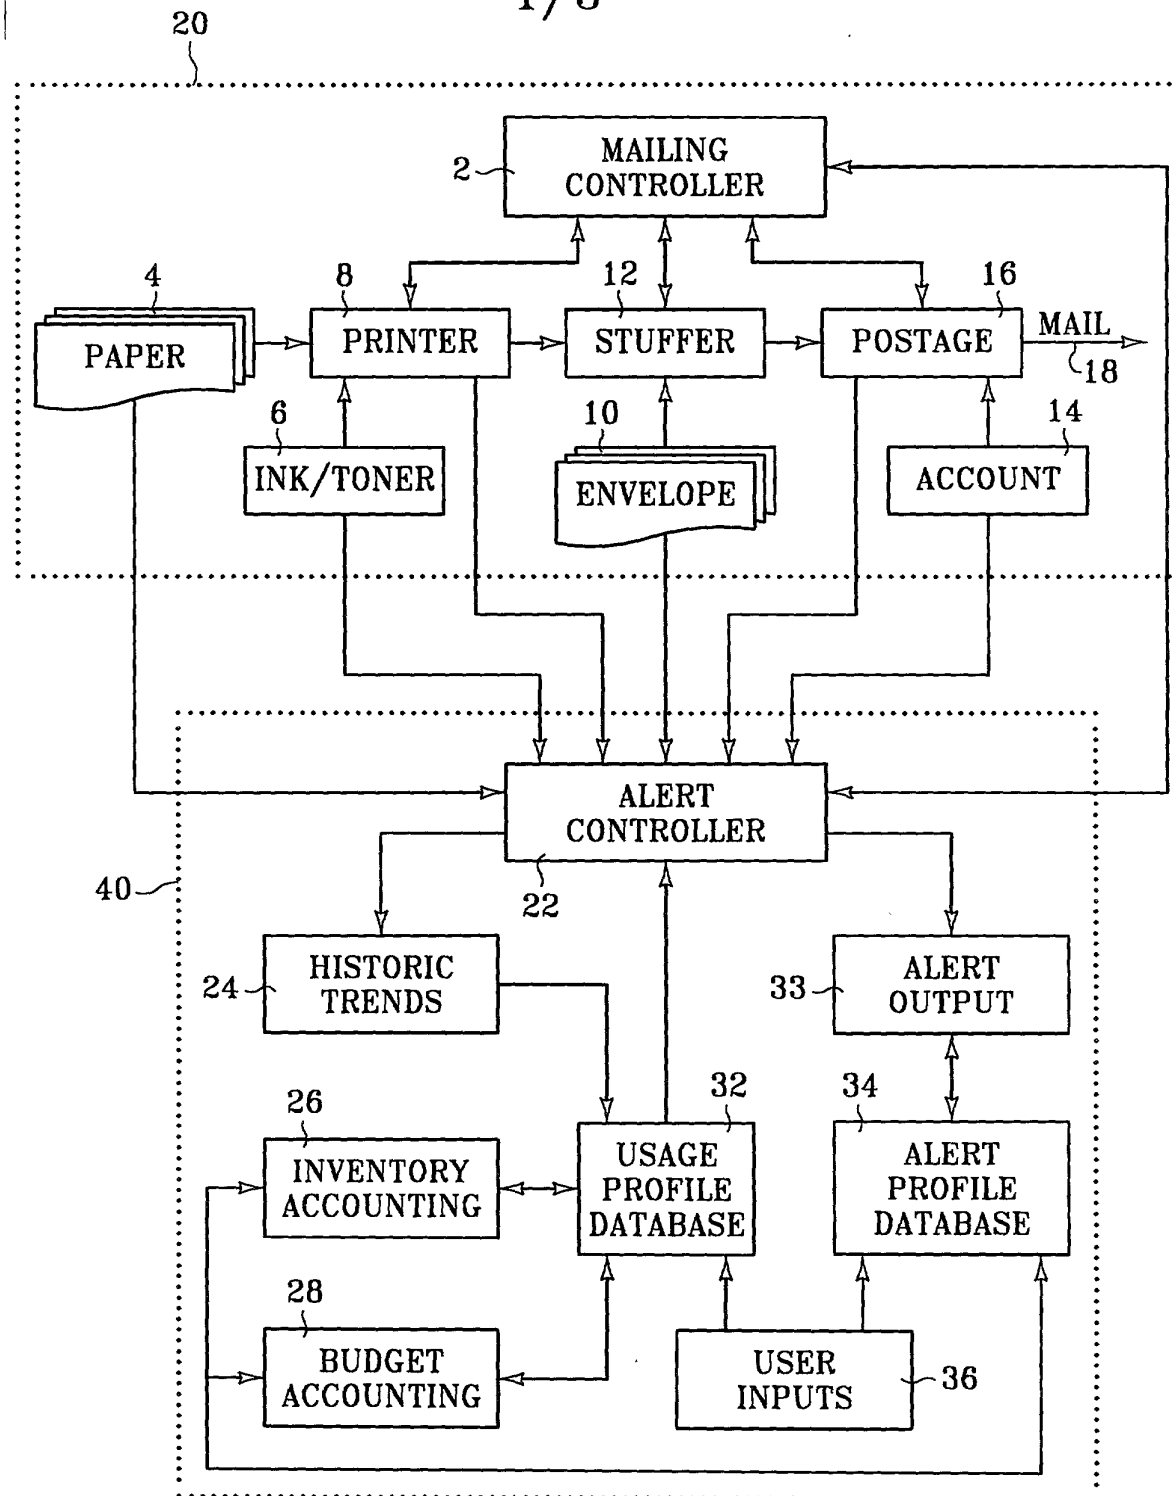 20
MAILING
CONTROLLER
2
4
8
12
16
PAPER
PRINTER
STUFFER
POSTAGE
MAIL
18
6
10
14
INK/TONER
ENVELOPE
ACCOUNT
ALERT
CONTROLLER
40
22
HISTORIC
TRENDS
24
33
ALERT
OUTPUT
26
32
34
INVENTORY
ACCOUNTING
USAGE
PROFILE
DATABASE
ALERT
PROFILE
DATABASE
28
BUDGET
ACCOUNTING
USER
INPUTS
36